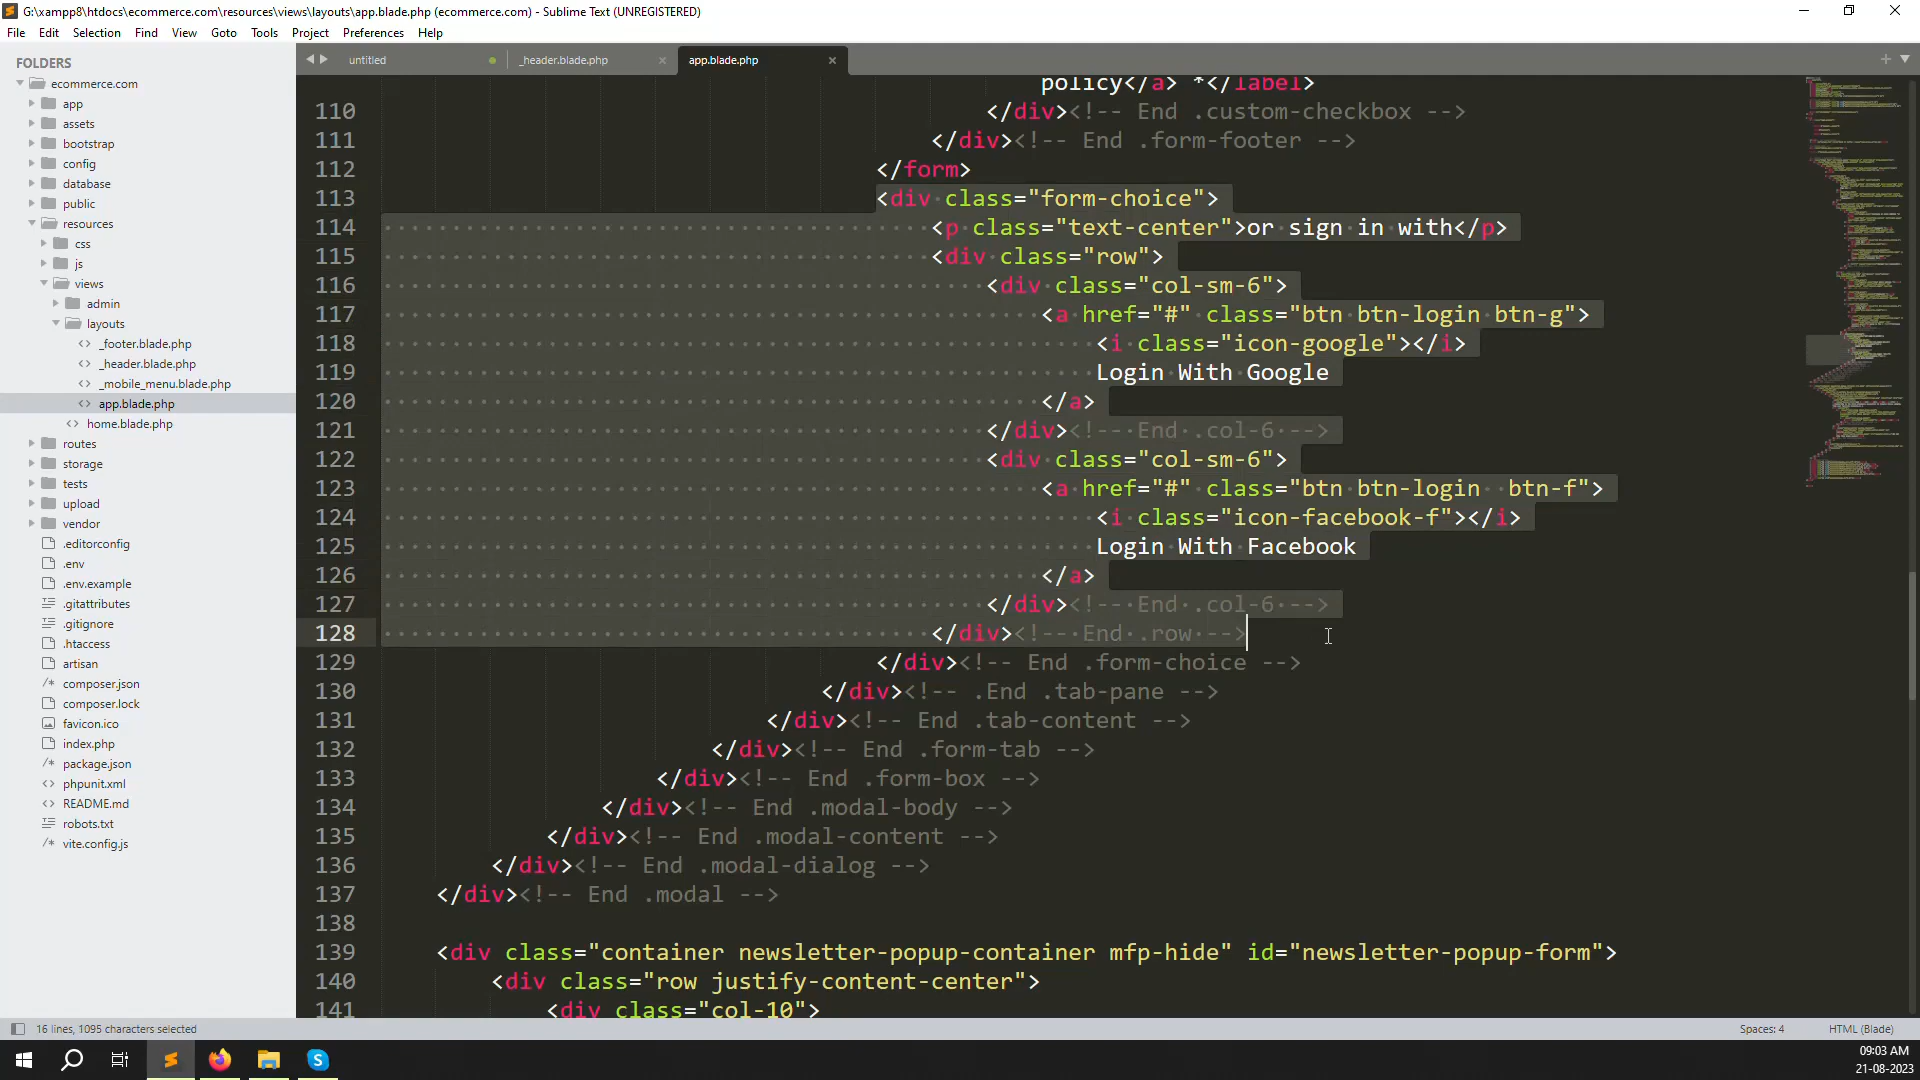 G:\xampp8\htdocs\ecommerce.com\resources\views\layouts\app.blade.php (ecommerce.com) - Sublime Text (UNREGISTERED)
File Edit Selection Find View Goto Tools Project Preferences Help
FOLDERS
ecommerce.com
app
assets
bootstrap
config
database
public
resources
css
js
views
admin
layouts
_footer.blade.php
_header.blade.php
_mobile_menu.blade.php
app.blade.php
home.blade.php
routes
storage
tests
upload
vendor
.editorconfig
.env
.env.example
.gitattributes
.gitignore
.htaccess
artisan
composer.json
composer.lock
favicon.ico
index.php
package.json
phpunit.xml
README.md
robots.txt
vite.config.js
untitled _header.blade.php app.blade.php
policy</a> *</label>
110 </div><!-- End .custom-checkbox -->
111 </div><!-- End .form-footer -->
112 </form>
113 <div class="form-choice">
114 <p class="text-center">or sign in with</p>
115 <div class="row">
116 <div class="col-sm-6">
117 <a href="#" class="btn btn-login btn-g">
118 <i class="icon-google"></i>
119 Login With Google
120 </a>
121 </div><!-- End .col-6 -->
122 <div class="col-sm-6">
123 <a href="#" class="btn btn-login  btn-f">
124 <i class="icon-facebook-f"></i>
125 Login With Facebook
126 </a>
127 </div><!-- End .col-6 -->
128 </div><!-- End .row -->
129 </div><!-- End .form-choice -->
130 </div><!-- .End .tab-pane -->
131 </div><!-- End .tab-content -->
132 </div><!-- End .form-tab -->
133 </div><!-- End .form-box -->
134 </div><!-- End .modal-body -->
135 </div><!-- End .modal-content -->
136 </div><!-- End .modal-dialog -->
137 </div><!-- End .modal -->
138
139 <div class="container newsletter-popup-container mfp-hide" id="newsletter-popup-form">
140 <div class="row justify-content-center">
141 <div class="col-10">
16 lines, 1095 characters selected Spaces: 4 HTML (Blade)
09:03 AM
21-08-2023